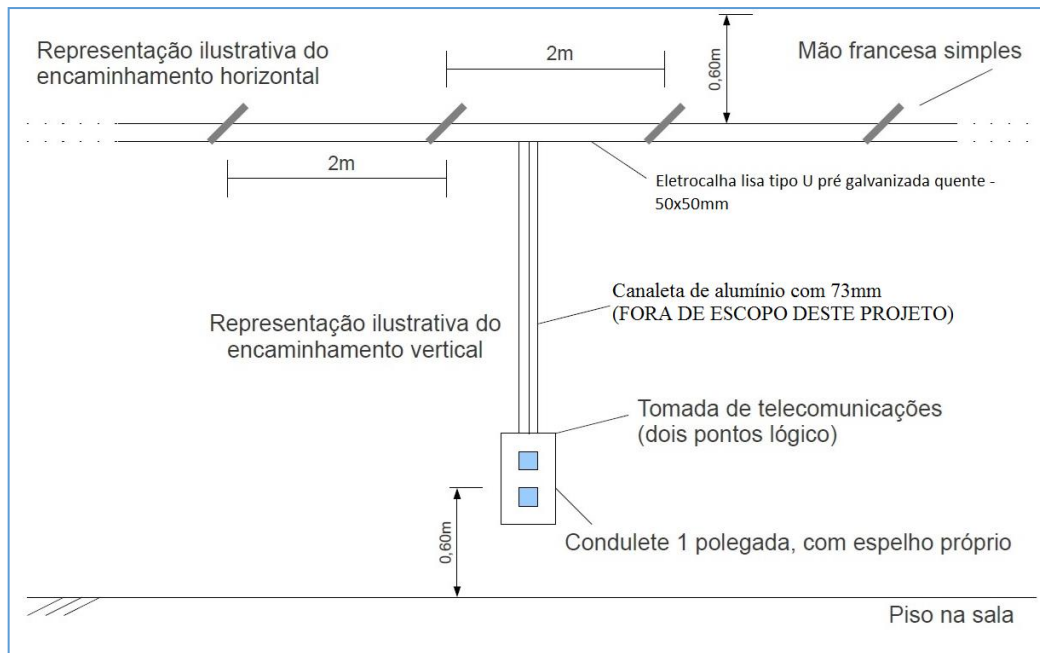 Representação ilustrativa do
encaminhamento horizontal
2m
0,60m
Mão francesa simples
2m
Eletrocalha lisa tipo U pré galvanizada quente -
50x50mm
Canaleta de alumínio com 73mm
(FORA DE ESCOPO DESTE PROJETO)
Representação ilustrativa do
encaminhamento vertical
Tomada de telecomunicações
(dois pontos lógico)
0,60m
Condulete 1 polegada, com espelho próprio
Piso na sala